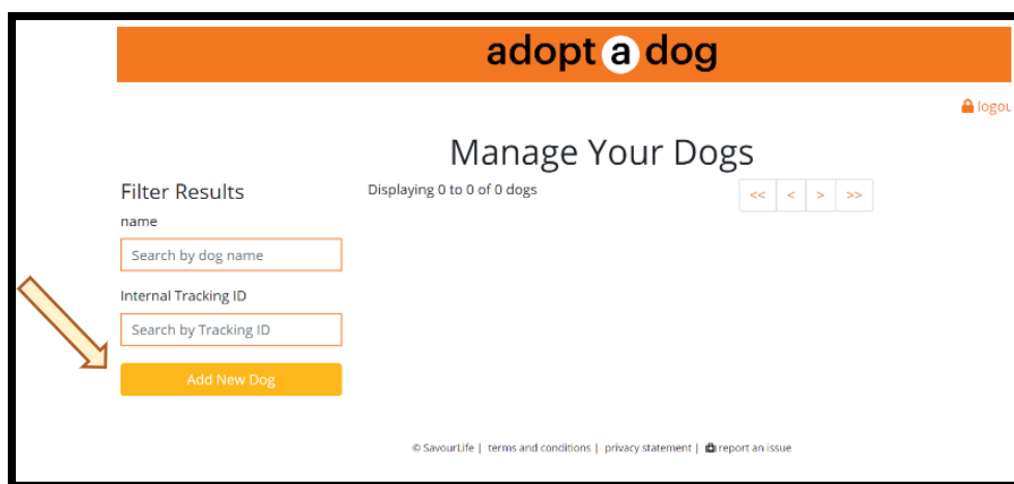 adopt a dog
logou
Manage Your Dogs
Filter Results
Displaying 0 to 0 of 0 dogs
<< < > >>
name
Search by dog name
Internal Tracking ID
Search by Tracking ID
Add New Dog
© SavourLife | terms and conditions | privacy statement | report an issue